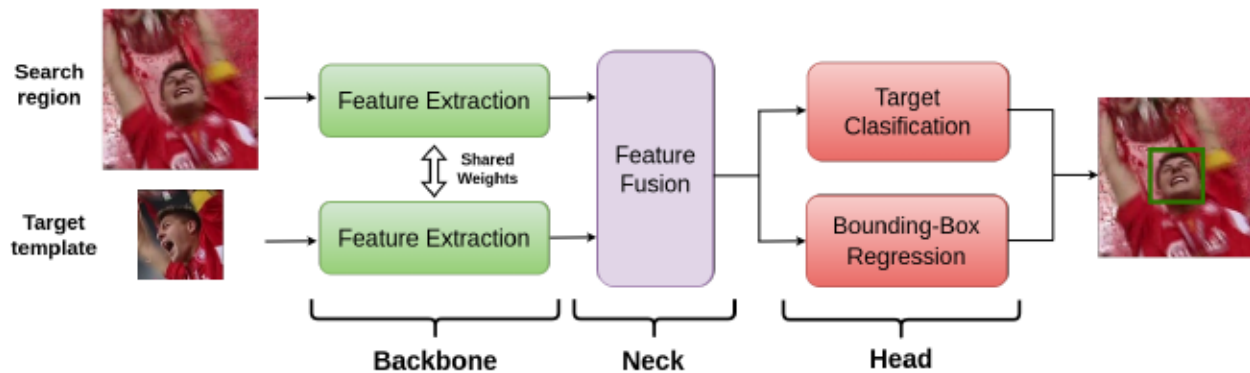 Search
region
Feature Extraction
Shared
Weights
Target
template
Feature Extraction
Feature
Fusion
Target
Clasification
Bounding-Box
Regression
Backbone
Neck
Head